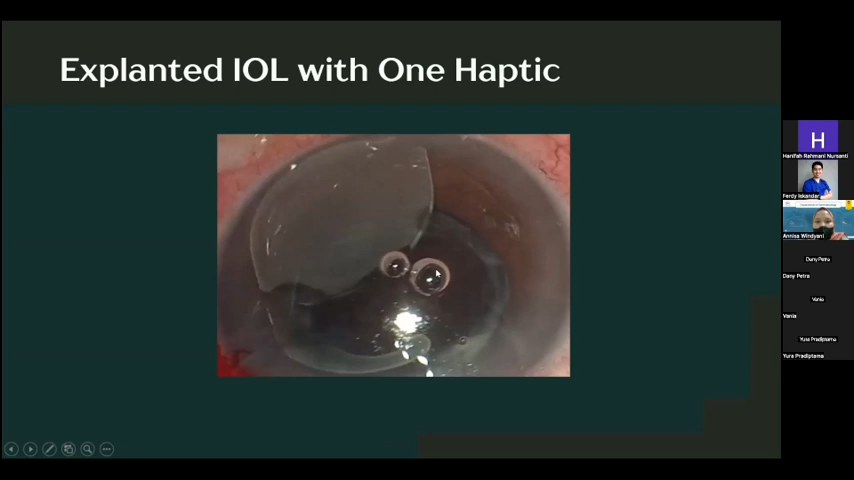 Explanted IOL with One Haptic
H
Hanifah Rahmani Nursanti
Ferdy Iskandar
Annisa Windyani
Dany Petra
Dany Petra
Vania
Vania
Yura Pradiptama
Yura Pradiptama